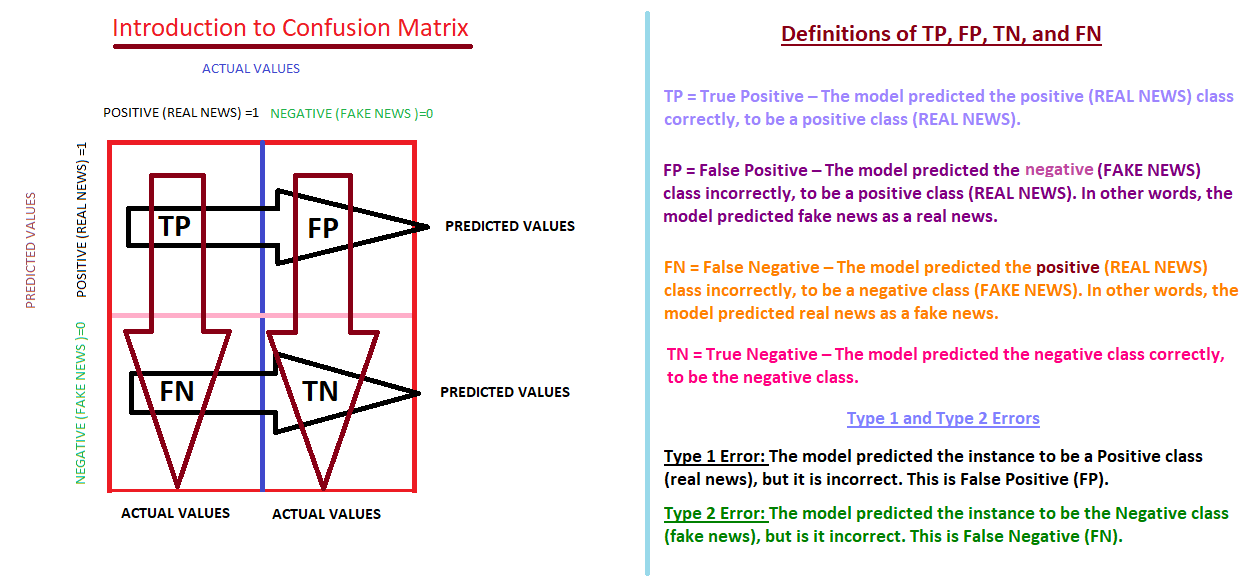 Introduction to Confusion Matrix
ACTUAL VALUES
POSITIVE (REAL NEWS) =1 NEGATIVE (FAKE NEWS )=0
PREDICTED VALUES
POSITIVE (REAL NEWS) =1
NEGATIVE (FAKE NEWS )=0
TP FP PREDICTED VALUES
FN TN PREDICTED VALUES
ACTUAL VALUES ACTUAL VALUES
Definitions of TP, FP, TN, and FN
TP = True Positive – The model predicted the positive (REAL NEWS) class
correctly, to be a positive class (REAL NEWS).
FP = False Positive – The model predicted the negative (FAKE NEWS)
class incorrectly, to be a positive class (REAL NEWS). In other words, the
model predicted fake news as a real news.
FN = False Negative – The model predicted the positive (REAL NEWS)
class incorrectly, to be a negative class (FAKE NEWS). In other words, the
model predicted real news as a fake news.
TN = True Negative – The model predicted the negative class correctly,
to be the negative class.
Type 1 and Type 2 Errors
Type 1 Error: The model predicted the instance to be a Positive class
(real news), but it is incorrect. This is False Positive (FP).
Type 2 Error: The model predicted the instance to be the Negative class
(fake news), but is it incorrect. This is False Negative (FN).